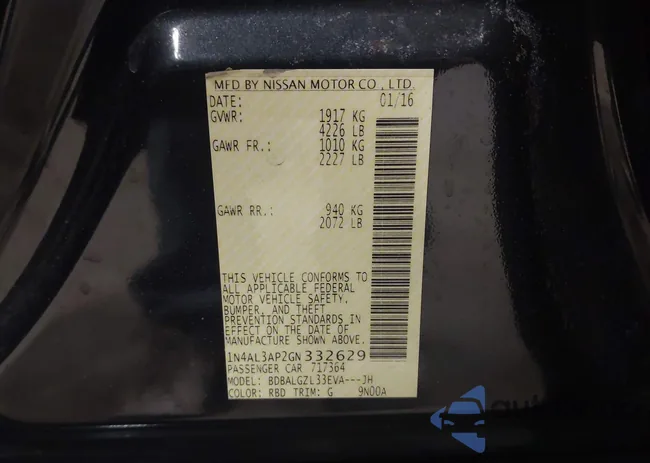 MFD BY NISSAN MOTOR CO., LTD.
DATE: 01/16
GVWR: 1917 KG
4226 LB
GAWR FR.: 1010 KG
2227 LB
GAWR RR.: 940 KG
2072 LB
THIS VEHICLE CONFORMS TO
ALL APPLICABLE FEDERAL
MOTOR VEHICLE SAFETY,
BUMPER, AND THEFT
PREVENTION STANDARDS IN
EFFECT ON THE DATE OF
MANUFACTURE SHOWN ABOVE.
1N4AL3AP2GN332629
PASSENGER CAR 717364
MODEL: BDBALGZL33EVA---JH
COLOR: RBD TRIM: G 9N00A